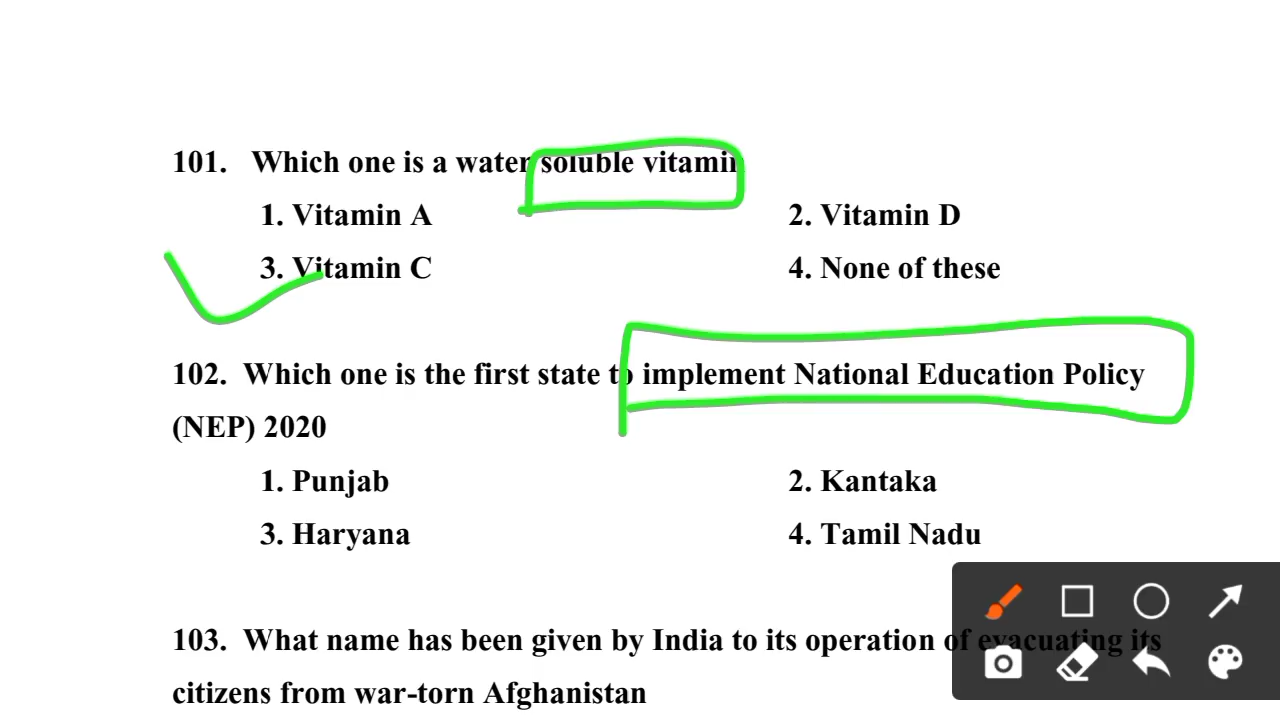 101. Which one is a water soluble vitamin
1. Vitamin A 2. Vitamin D
3. Vitamin C 4. None of these
102. Which one is the first state to implement National Education Policy
(NEP) 2020
1. Punjab 2. Kantaka
3. Haryana 4. Tamil Nadu
103. What name has been given by India to its operation of evacuating its
citizens from war-torn Afghanistan